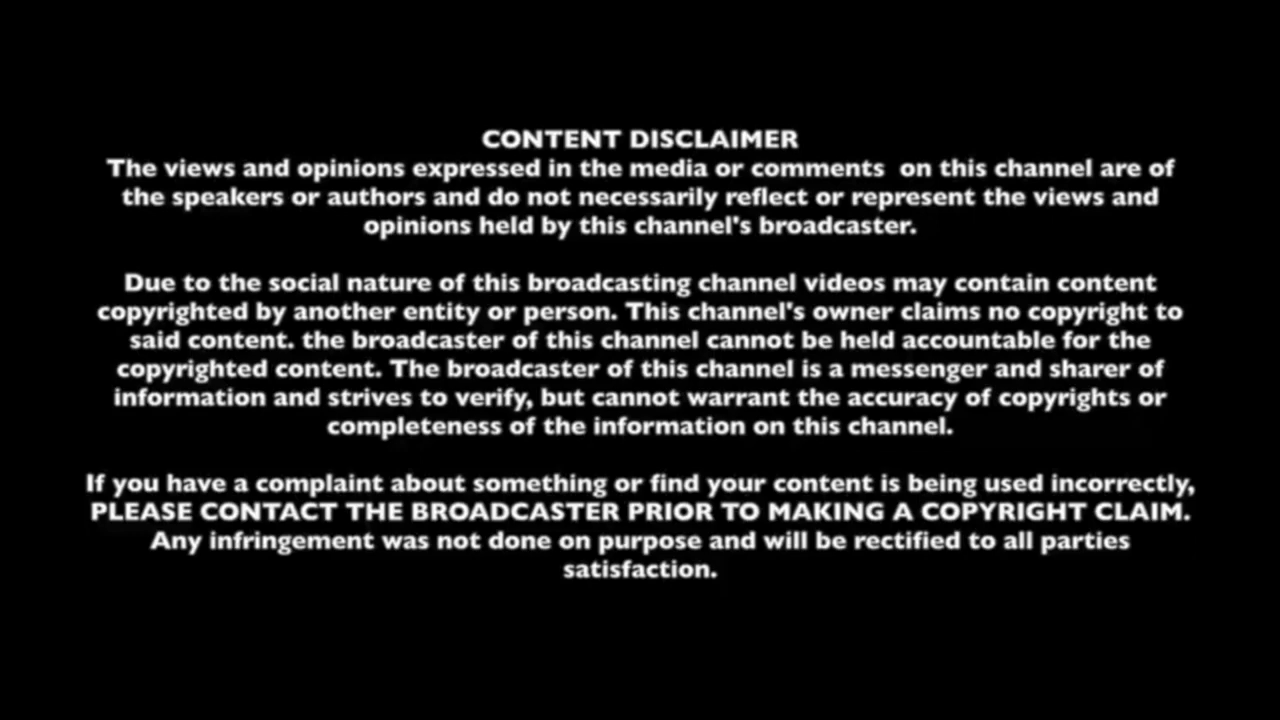 CONTENT DISCLAIMER
The views and opinions expressed in the media or comments  on this channel are of
the speakers or authors and do not necessarily reflect or represent the views and
opinions held by this channel's broadcaster.
Due to the social nature of this broadcasting channel videos may contain content
copyrighted by another entity or person. This channel's owner claims no copyright to
said content. the broadcaster of this channel cannot be held accountable for the
copyrighted content. The broadcaster of this channel is a messenger and sharer of
information and strives to verify, but cannot warrant the accuracy of copyrights or
completeness of the information on this channel.
If you have a complaint about something or find your content is being used incorrectly,
PLEASE CONTACT THE BROADCASTER PRIOR TO MAKING A COPYRIGHT CLAIM.
Any infringement was not done on purpose and will be rectified to all parties
satisfaction.